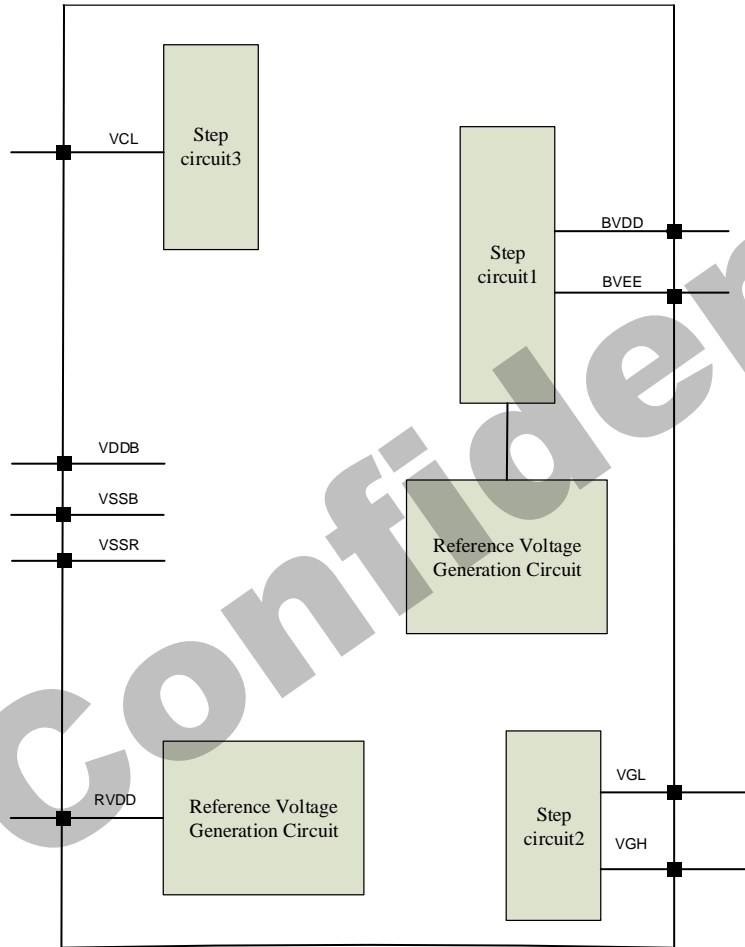 VCL
Step
circuit3
Step
circuit1
BVDD
BVEE
VDDB
VSSB
VSSR
Reference Voltage
Generation Circuit
RVDD
Reference Voltage
Generation Circuit
Step
circuit2
VGL
VGH